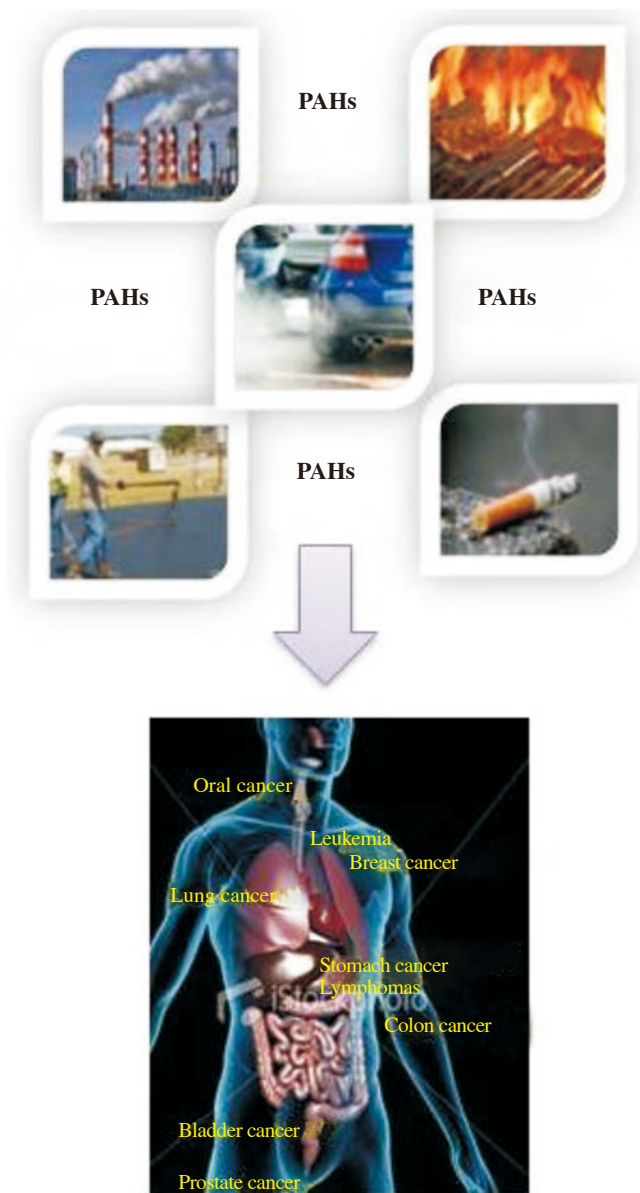 PAHs
PAHs
PAHs
PAHs
Oral cancer
Leukemia
Breast cancer
Lung cancer
Stomach cancer
Lymphomas
iStockphoto
Colon cancer
Bladder cancer
Prostate cancer